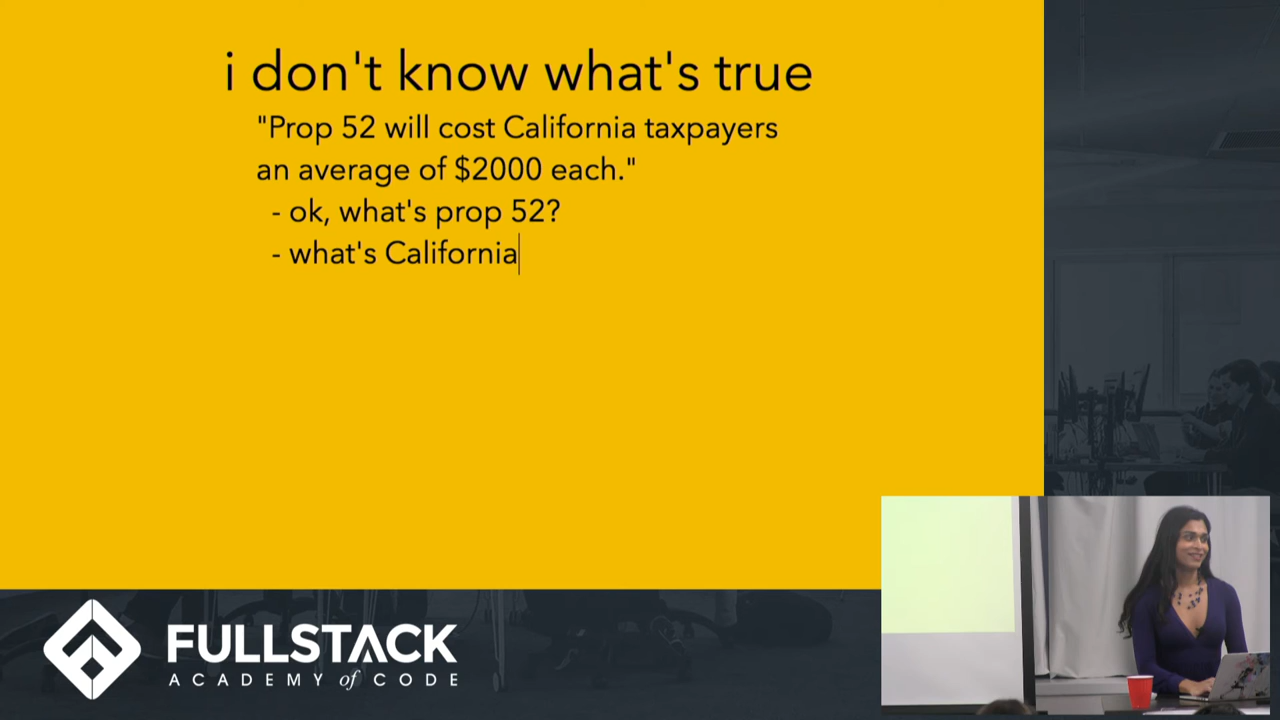 i don't know what's true
"Prop 52 will cost California taxpayers
an average of $2000 each."
- ok, what's prop 52?
- what's California
FULLSTACK
ACADEMY of CODE